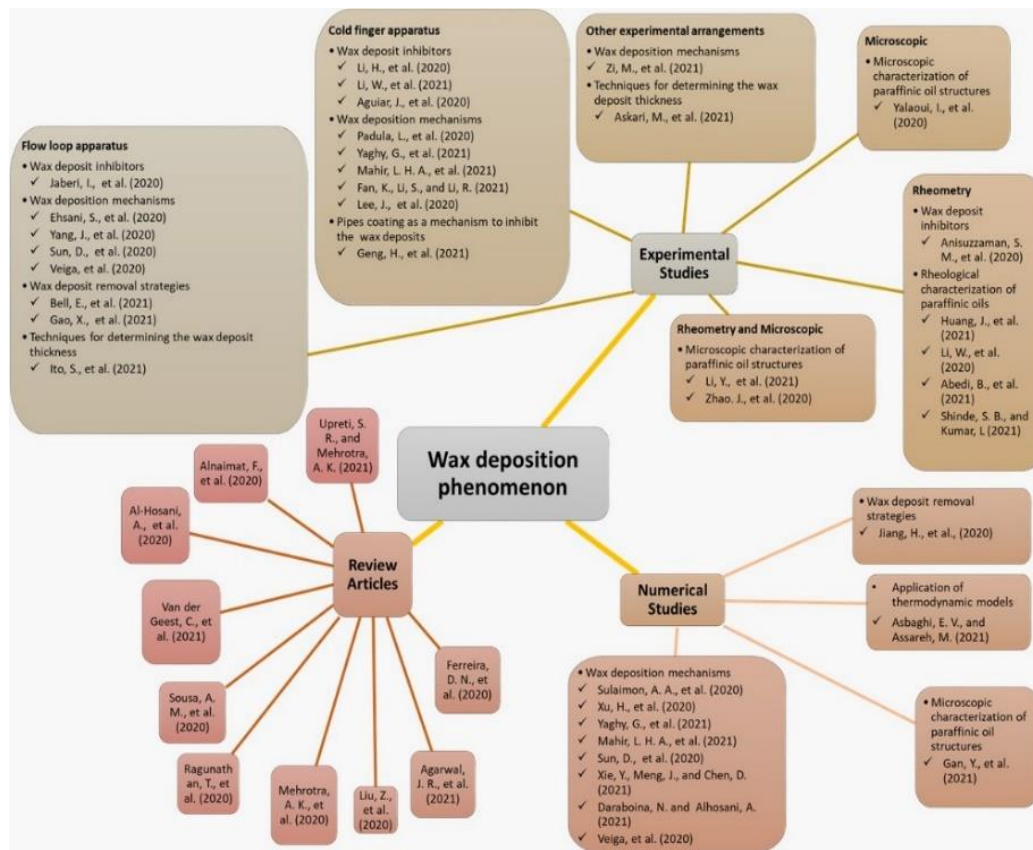 Cold finger apparatus
• Wax deposit inhibitors
✓ Li, H., et al. (2020)
✓ Li, W., et al. (2021)
✓ Aguiar, J., et al. (2020)
• Wax deposition mechanisms
✓ Padula, L., et al. (2020)
✓ Yaghy, G., et al. (2021)
✓ Mahir, L. H. A., et al. (2021)
✓ Fan, K., Li, S., and Li, R. (2021)
✓ Lee, J., et al. (2020)
• Pipes coating as a mechanism to inhibit
the wax deposits
✓ Geng, H., et al. (2021)
Other experimental arrangements
• Wax deposition mechanisms
✓ Zi, M., et al. (2021)
• Techniques for determining the wax
deposit thickness
✓ Askari, M., et al. (2021)
Microscopic
• Microscopic
characterization of
paraffinic oil structures
✓ Yalaoui, I., et al.
(2020)
Flow loop apparatus
• Wax deposit inhibitors
✓ Jaberi, I., et al. (2020)
• Wax deposition mechanisms
✓ Ehsani, S., et al. (2020)
✓ Yang, J., et al. (2020)
✓ Sun, D., et al. (2020)
✓ Veiga, et al. (2020)
• Wax deposit removal strategies
✓ Bell, E., et al. (2021)
✓ Gao, X., et al. (2021)
• Techniques for determining the wax deposit
thickness
✓ Ito, S., et al. (2021)
Experimental
Studies
Rheometry
• Wax deposit
inhibitors
✓ Anisuzzaman, S.
M., et al. (2020)
• Rheological
characterization of
paraffinic oils
✓ Huang, J., et al.
(2021)
✓ Li, W., et al.
(2020)
✓ Abedi, B., et al.
(2021)
✓ Shinde, S. B., and
Kumar, L (2021)
Rheometry and Microscopic
• Microscopic characterization of
paraffinic oil structures
✓ Li, Y., et al. (2021)
✓ Zhao. J., et al. (2020)
Wax deposition
phenomenon
Upreti, S.
R., and
Mehrotra,
A. K. (2021)
Alnaimat, F.,
et al. (2020)
Al-Hosani,
A., et al.
(2020)
Review
Articles
Van der
Geest, C., et
al. (2021)
Sousa, A.
M., et al.
(2020)
Ragunath
an, T., et
al. (2020)
Mehrotra,
A. K., et
al. (2020)
Liu, Z.,
et al.
(2020)
Agarwal,
J. R., et al.
(2021)
Ferreira,
D. N., et
al. (2020)
Numerical
Studies
• Wax deposit removal
strategies
✓ Jiang, H., et al., (2020)
• Application of
thermodynamic models
✓ Asbaghi, E. V., and
Assareh, M. (2021)
• Microscopic
characterization of
paraffinic oil
structures
✓ Gan, Y., et al.
(2021)
• Wax deposition mechanisms
✓ Sulaimon, A. A., et al. (2020)
✓ Xu, H., et al. (2020)
✓ Yaghy, G., et al. (2021)
✓ Mahir, L. H. A., et al. (2021)
✓ Sun, D., et al. (2020)
✓ Xie, Y., Meng, J., and Chen, D.
(2021)
✓ Daraboina, N. and Alhosani, A.
(2021)
✓ Veiga, et al. (2020)